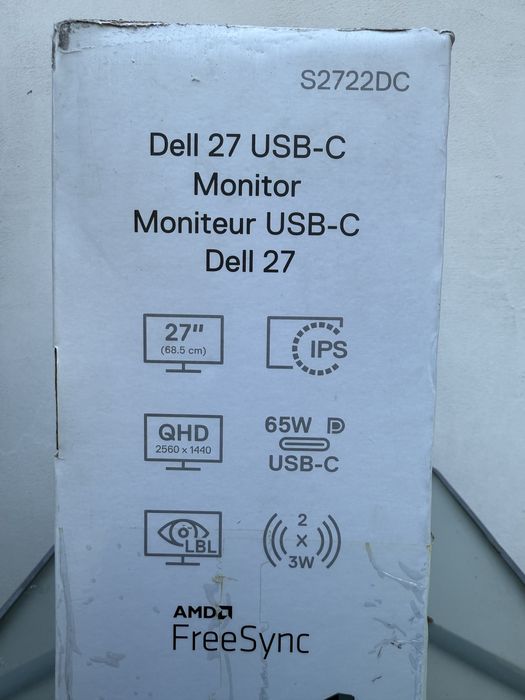 S2722DC
Dell 27 USB-C
Monitor
Moniteur USB-C
Dell 27
27"
(68.5 cm)
IPS
QHD
2560 x 1440
65W
USB-C
LBL
2
X
3W
AMD
FreeSync